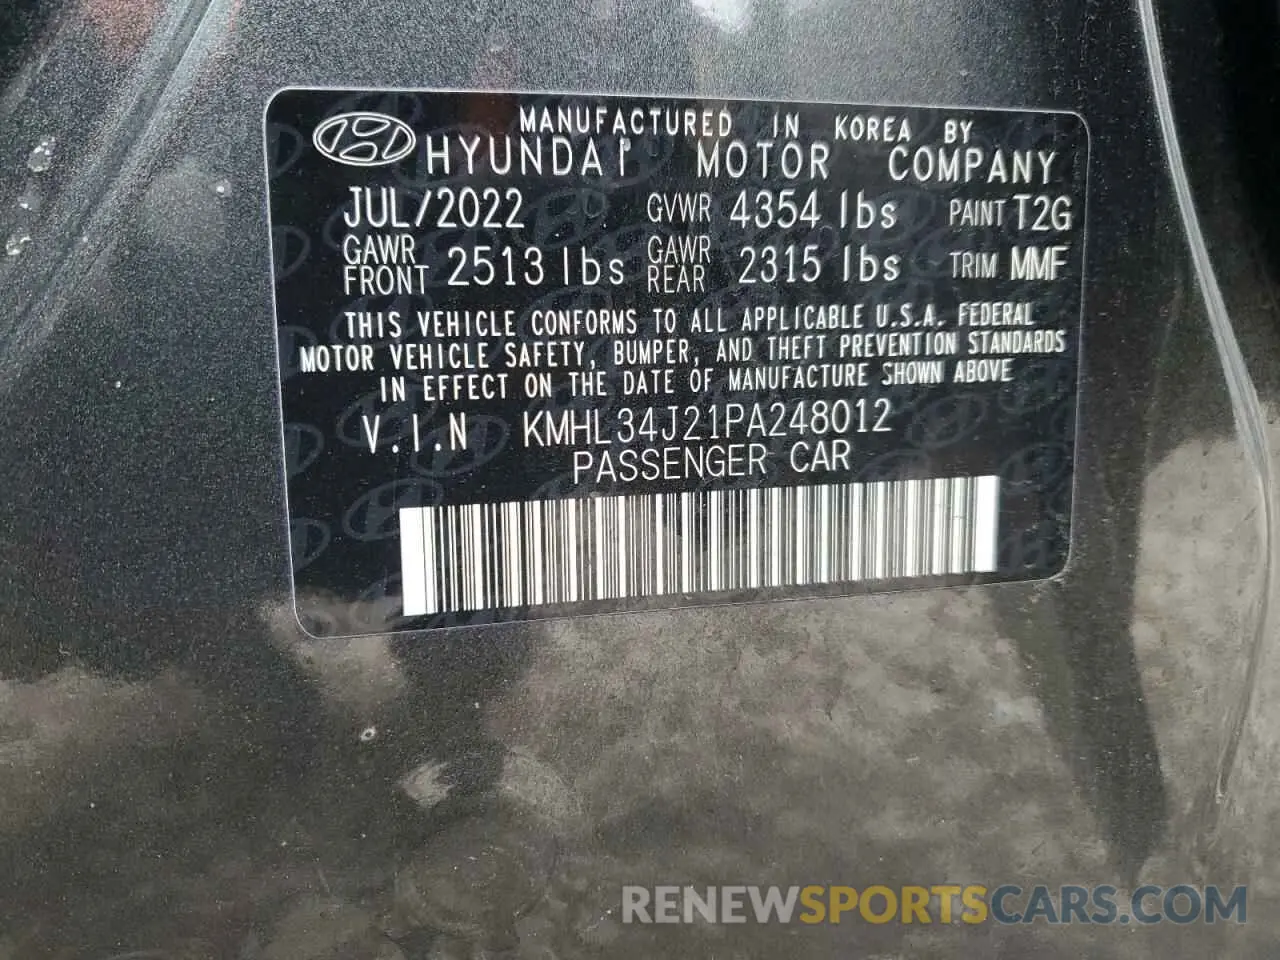 MANUFACTURED IN KOREA BY
HYUNDAI MOTOR COMPANY
JUL/2022 GVWR 4354 lbs PAINT T2G
GAWR FRONT 2513 lbs GAWR REAR 2315 lbs TRIM MMF
THIS VEHICLE CONFORMS TO ALL APPLICABLE U.S.A. FEDERAL
MOTOR VEHICLE SAFETY, BUMPER, AND THEFT PREVENTION STANDARDS
IN EFFECT ON THE DATE OF MANUFACTURE SHOWN ABOVE
V.I.N KMHL34J21PA248012
PASSENGER CAR
RENEWSPORTSCARS.COM